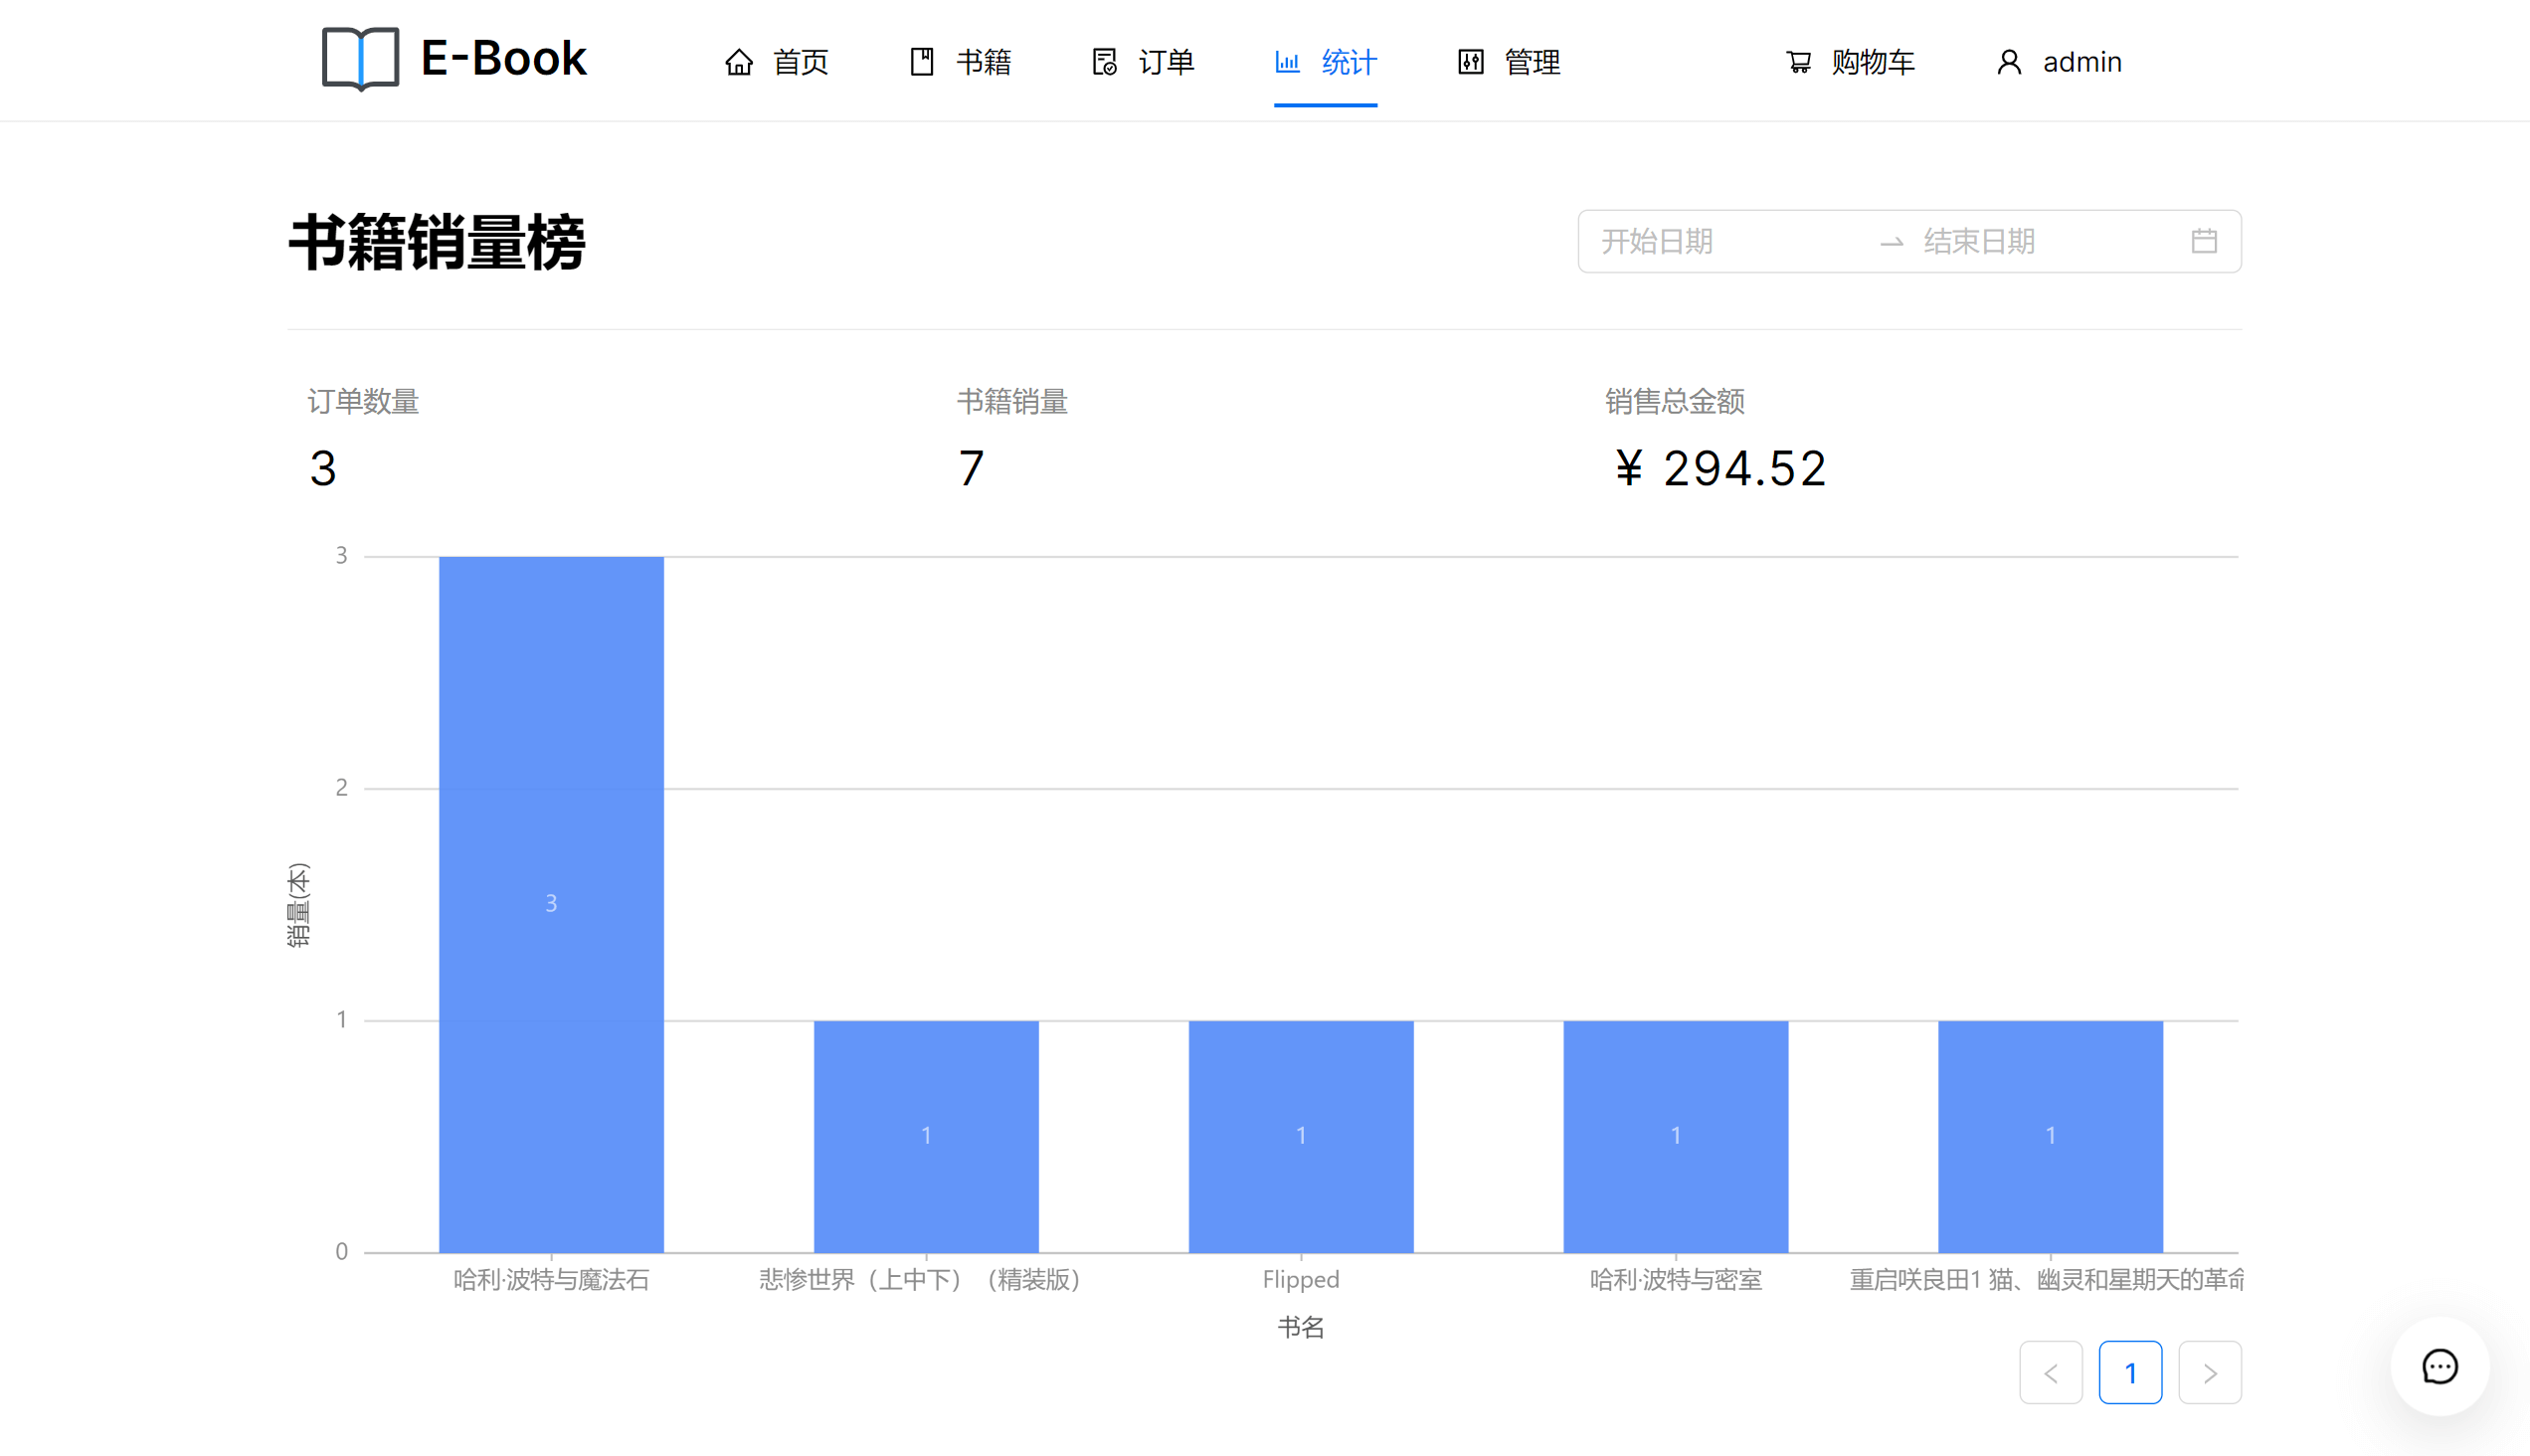 E-Book
首页
书籍
订单
统计
管理
购物车
admin
书籍销量榜
开始日期
结束日期
订单数量
书籍销量
销售总金额
3
7
¥ 294.52
3
2
1
0
销量(本)
3
1
1
1
1
哈利·波特与魔法石
悲惨世界（上中下）（精装版）
Flipped
哈利·波特与密室
重启咲良田1 猫、幽灵和星期天的革命
书名
1